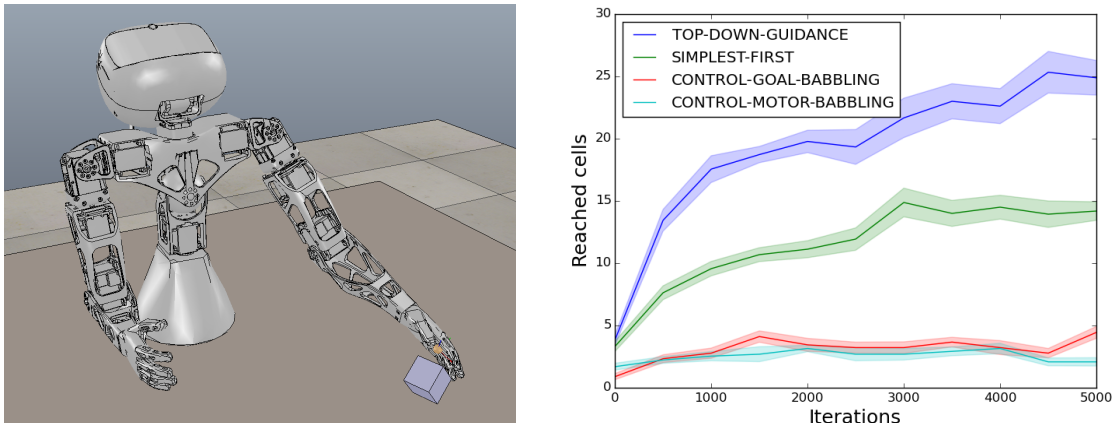 30
25
20
15
10
5
0
Reached cells
TOP-DOWN-GUIDANCE
SIMPLEST-FIRST
CONTROL-GOAL-BABBLING
CONTROL-MOTOR-BABBLING
0 1000 2000 3000 4000 5000
Iterations